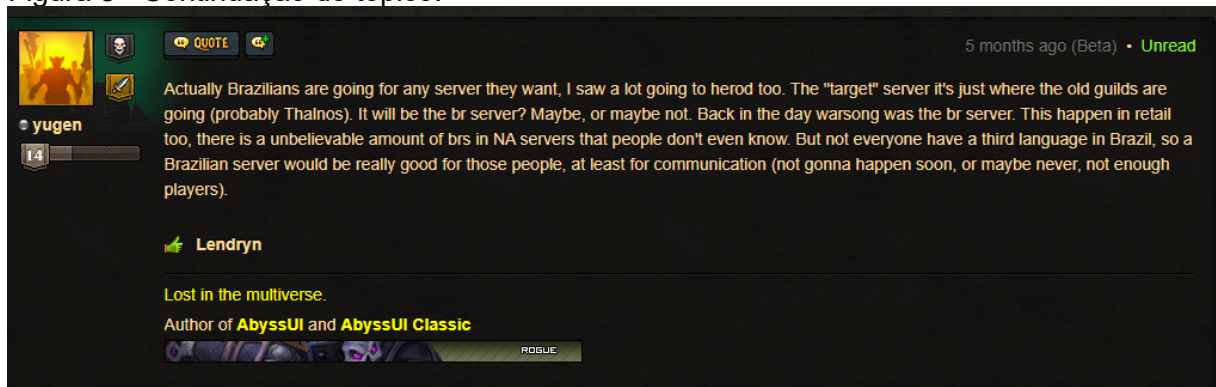 Figura 3 - Continuação do tópico.
QUOTE
5 months ago (Beta) • Unread
yugen
14
Actually Brazilians are going for any server they want, I saw a lot going to herod too. The "target" server it's just where the old guilds are
going (probably Thalnos). It will be the br server? Maybe, or maybe not. Back in the day warsong was the br server. This happen in retail
too, there is a unbelievable amount of brs in NA servers that people don't even know. But not everyone have a third language in Brazil, so a
Brazilian server would be really good for those people, at least for communication (not gonna happen soon, or maybe never, not enough
players).
Lendryn
Lost in the multiverse.
Author of AbyssUI and AbyssUI Classic
ROGUE